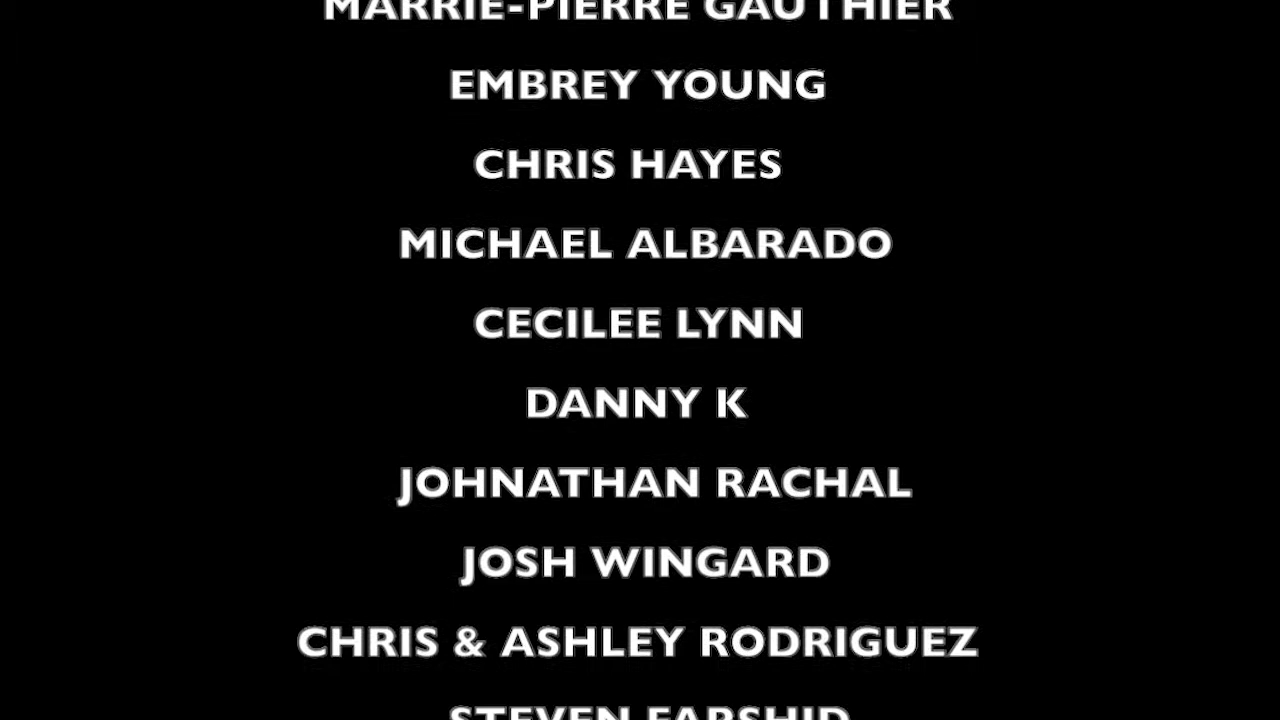 MARRIE-PIERRE GAUTHIER
EMBREY YOUNG
CHRIS HAYES
MICHAEL ALBARADO
CECILEE LYNN
DANNY K
JOHNATHAN RACHAL
JOSH WINGARD
CHRIS & ASHLEY RODRIGUEZ
STEVEN FARSHID